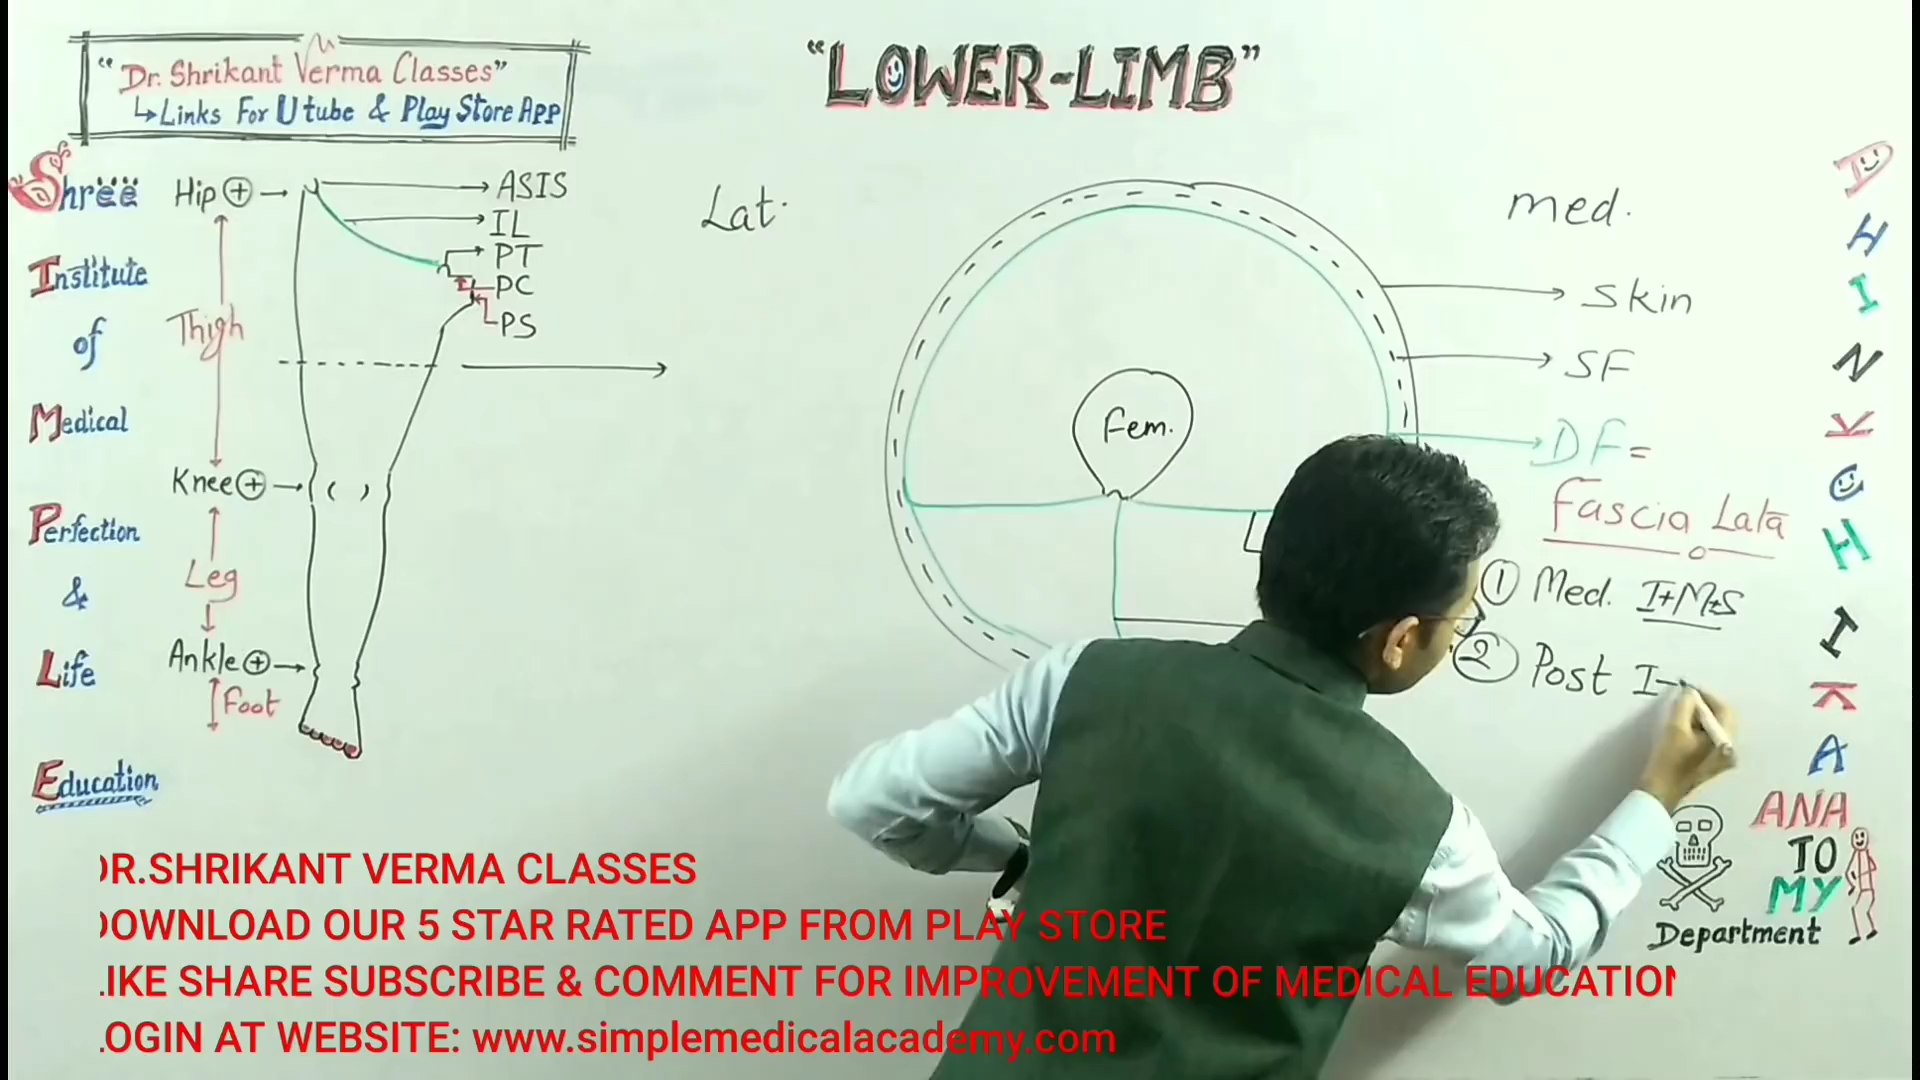 "Dr. Shrikant Verma Classes"
↳Links For Utube & Play Store App
"LOWER-LIMB"
Shree
Institute
of
Medical
Perfection
&
Life
Education
Hip
Thigh
Knee
Leg
Ankle
Foot
ASIS
IL
PT
PC
PS
Lat.
med.
Fem.
Skin
SF
DF =
Fascia Lata
① Med. I+M+S
② Post I
DHINKCHIKA
ANA
TO
MY
Department
DR.SHRIKANT VERMA CLASSES
DOWNLOAD OUR 5 STAR RATED APP FROM PLAY STORE
LIKE SHARE SUBSCRIBE & COMMENT FOR IMPROVEMENT OF MEDICAL EDUCATION
LOGIN AT WEBSITE: www.simplemedicalacademy.com